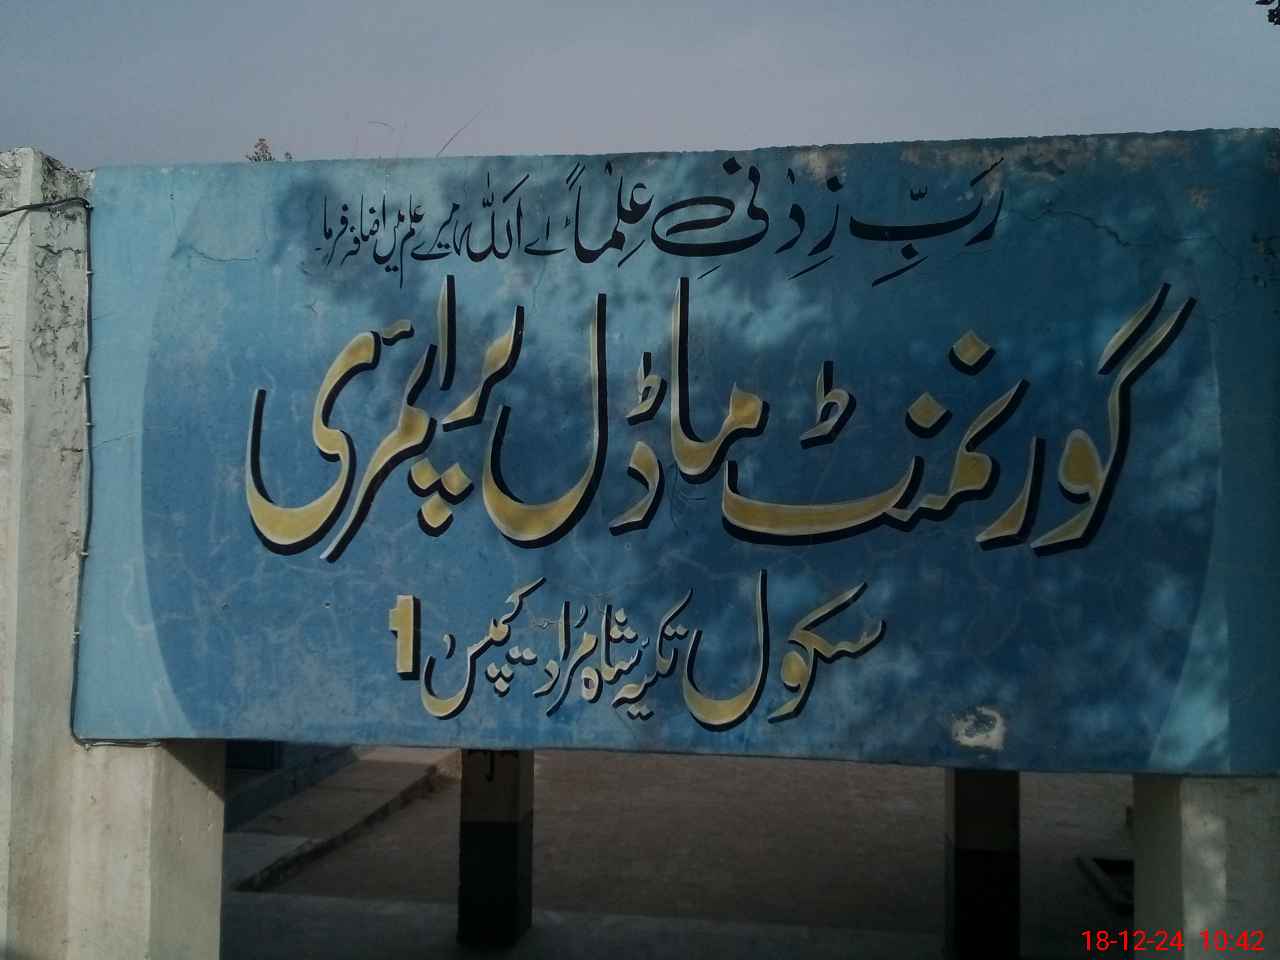 رَبِّ زِدْنِیْ عِلْماً اے اللہ میرے علم میں اضافہ فرما۔
گورنمنٹ ماڈل پرائمری
سکول تکیہ شاہ مُراد کیمپس 1
18-12-24 10:42